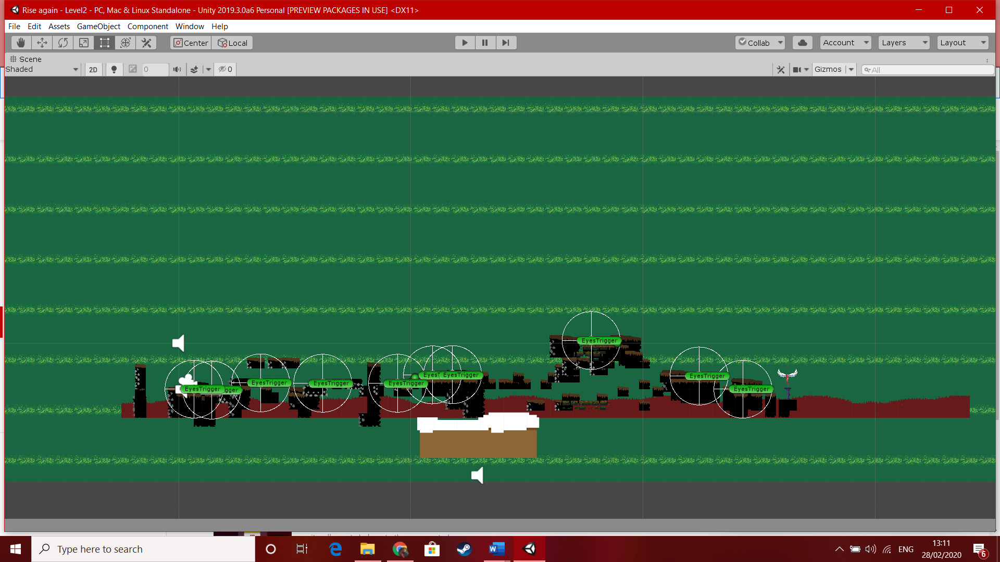 Rise again - Level2 - PC, Mac & Linux Standalone - Unity 2019.3.0a6 Personal [PREVIEW PACKAGES IN USE] <DX11>
File Edit Assets GameObject Component Window Help
Center Local Collab Account Layers Layout
Scene
Shaded 2D 0 0 Gizmos All
EyesTrigger
EyesTrigger
EyesTrigger
EyesTrigger
EyesTrigger
EyesTrigger
EyesTrigger
EyesTrigger
EyesTrigger
Type here to search
W
ENG
13:11
28/02/2020
6